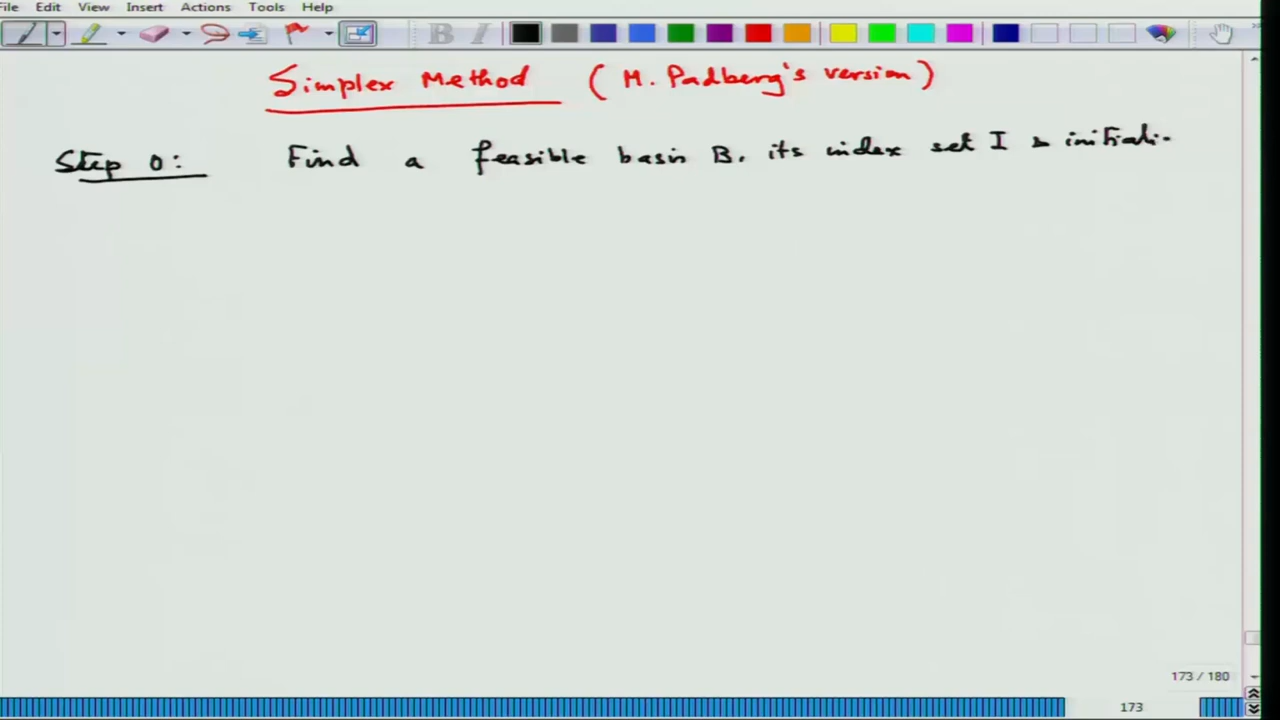 File Edit View Insert Actions Tools Help
B I
Simplex Method (M. Padberg's version)
Step 0: Find a feasible basis B, its index set I & initiali-
173 / 180
173